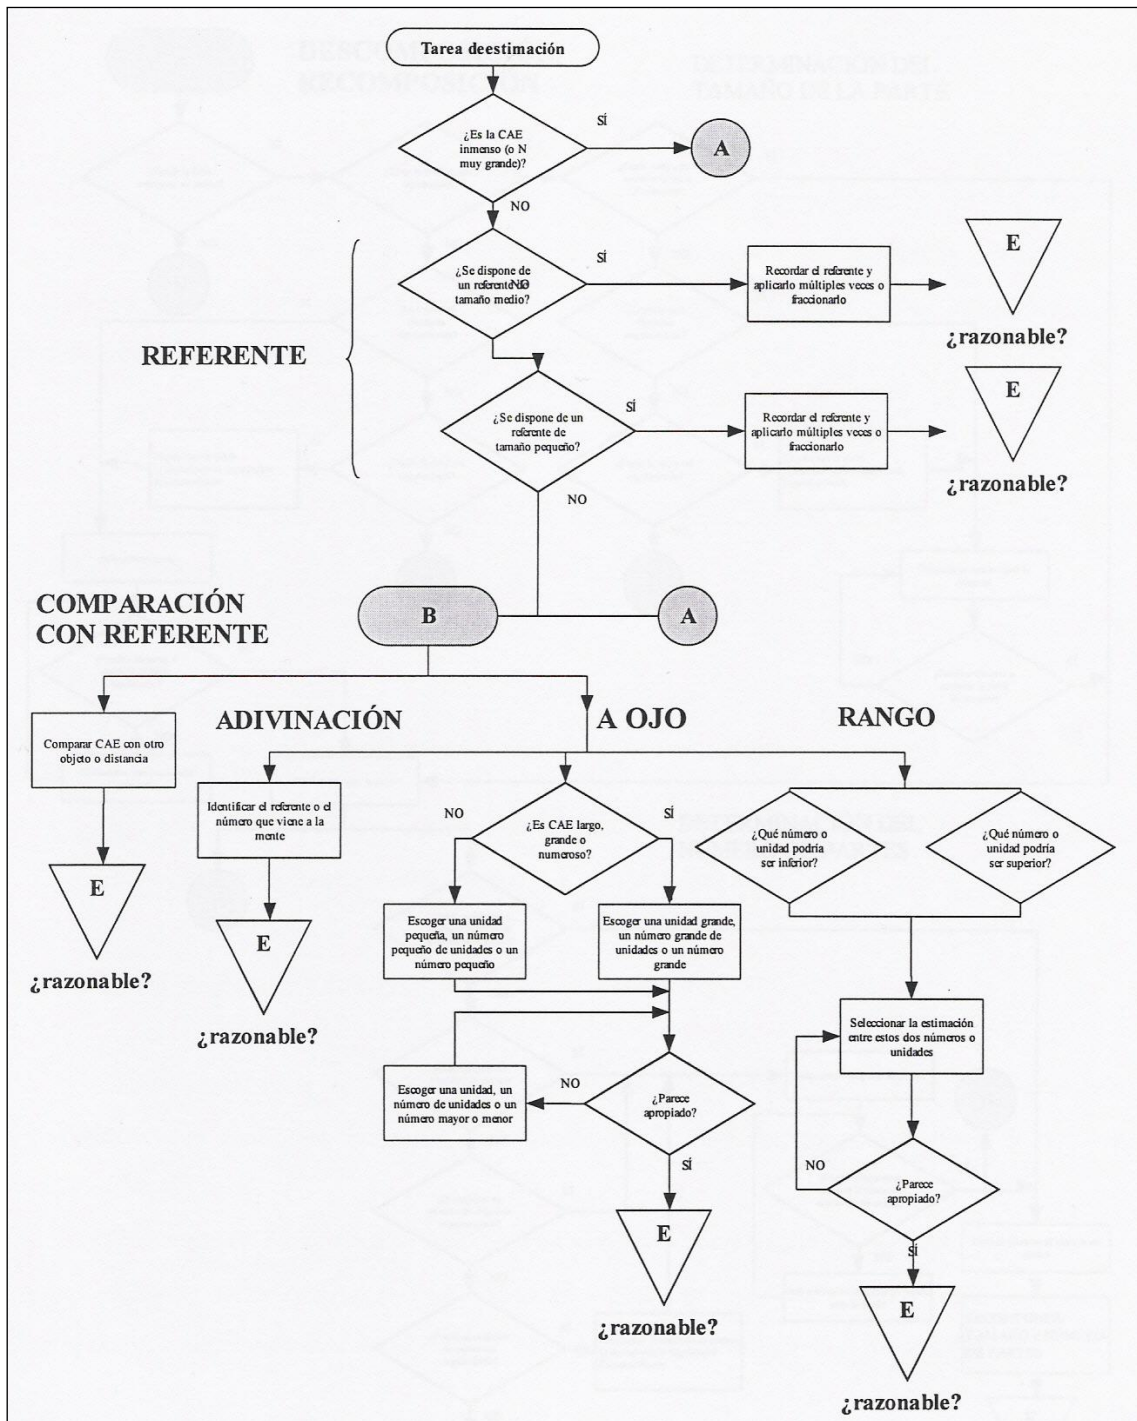 Tarea deestimación
¿Es la CAE
inmenso (o N
muy grande)?
SÍ
A
NO
¿Se dispone de
un referente de
tamaño medio?
NO
SÍ
Recordar el referente y
aplicarlo múltiples veces o
fraccionarlo
E
¿razonable?
REFERENTE
¿Se dispone de un
referente de
tamaño pequeño?
SÍ
Recordar el referente y
aplicarlo múltiples veces o
fraccionarlo
E
¿razonable?
NO
COMPARACIÓN
CON REFERENTE
B
A
ADIVINACIÓN
A OJO
RANGO
Comparar CAE con otro
objeto o distancia
E
¿razonable?
Identificar el referente o el
número que viene a la
mente
E
¿razonable?
NO
¿Es CAE largo,
grande o
numeroso?
SÍ
Escoger una unidad
pequeña, un número
pequeño de unidades o un
número pequeño
Escoger una unidad grande,
un número grande de
unidades o un número
grande
Escoger una unidad, un
número de unidades o un
número mayor o menor
NO
¿Parece
apropiado?
SÍ
E
¿razonable?
¿Qué número o
unidad podría
ser inferior?
¿Qué número o
unidad podría
ser superior?
Seleccionar la estimación
entre estos dos números o
unidades
NO
¿Parece
apropiado?
SÍ
E
¿razonable?